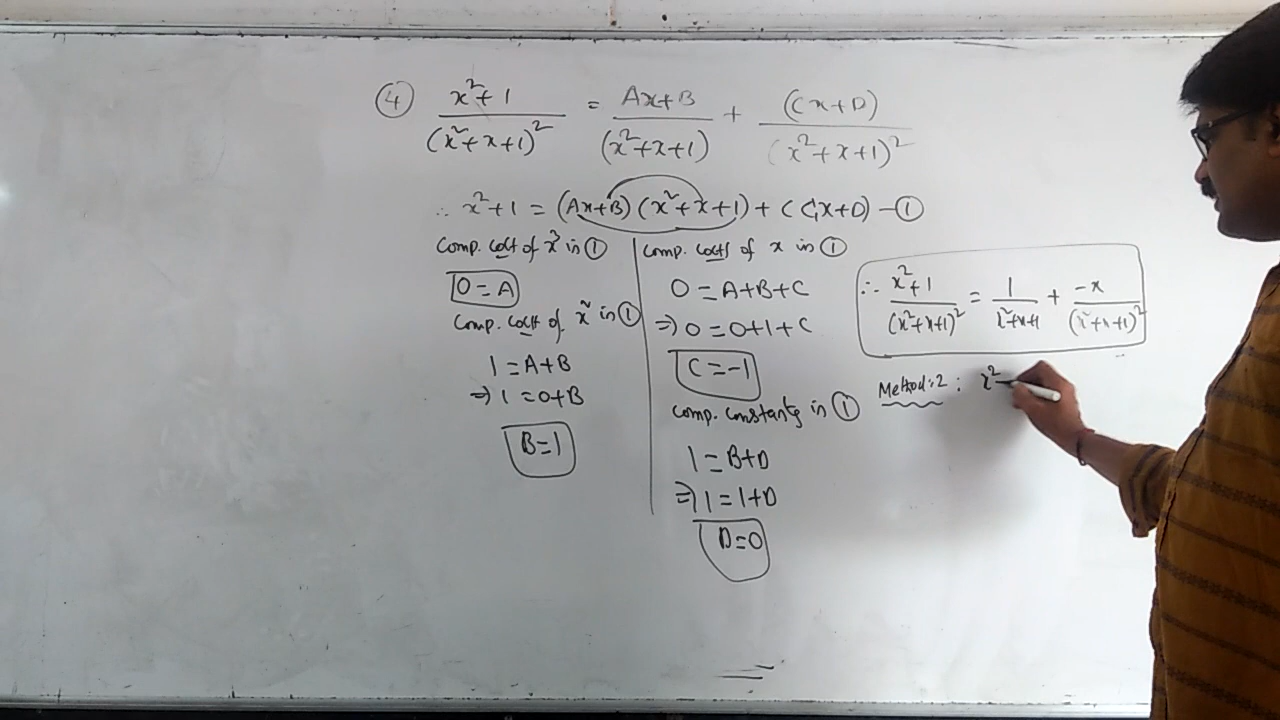 ④ x²+1/(x²+x+1)² = Ax+B/(x²+x+1) + (Cx+D)/(x²+x+1)²
∴ x²+1 = (Ax+B)(x²+x+1) + (Cx+D) — ①
Comp. coeff of x³ in ①
0 = A
Comp. coeff of x² in ①
1 = A+B
⇒ 1 = 0+B
B=1
Comp. coeffs of x in ①
0 = A+B+C
⇒ 0 = 0+1+C
C = -1
Comp. constants in ①
1 = B+D
⇒ 1 = 1+D
D=0
∴ x²+1/(x²+x+1)² = 1/x²+x+1 + -x/(x²+x+1)²
Method:2 : x²